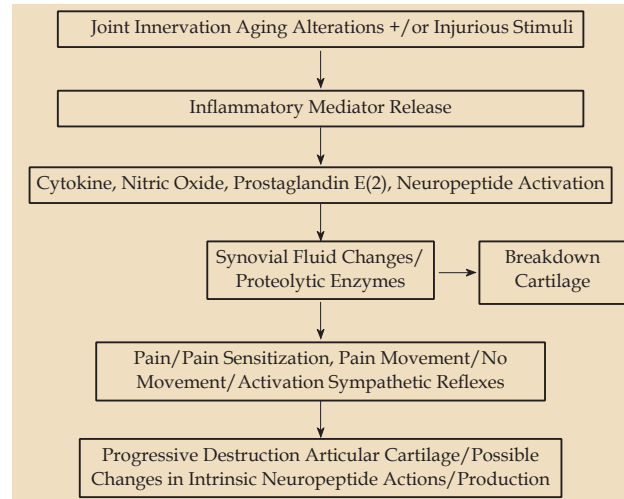 Joint Innervation Aging Alterations +/or Injurious Stimuli
Inflammatory Mediator Release
Cytokine, Nitric Oxide, Prostaglandin E(2), Neuropeptide Activation
Synovial Fluid Changes/
Proteolytic Enzymes
Breakdown
Cartilage
Pain/Pain Sensitization, Pain Movement/No
Movement/Activation Sympathetic Reflexes
Progressive Destruction Articular Cartilage/Possible
Changes in Intrinsic Neuropeptide Actions/Production